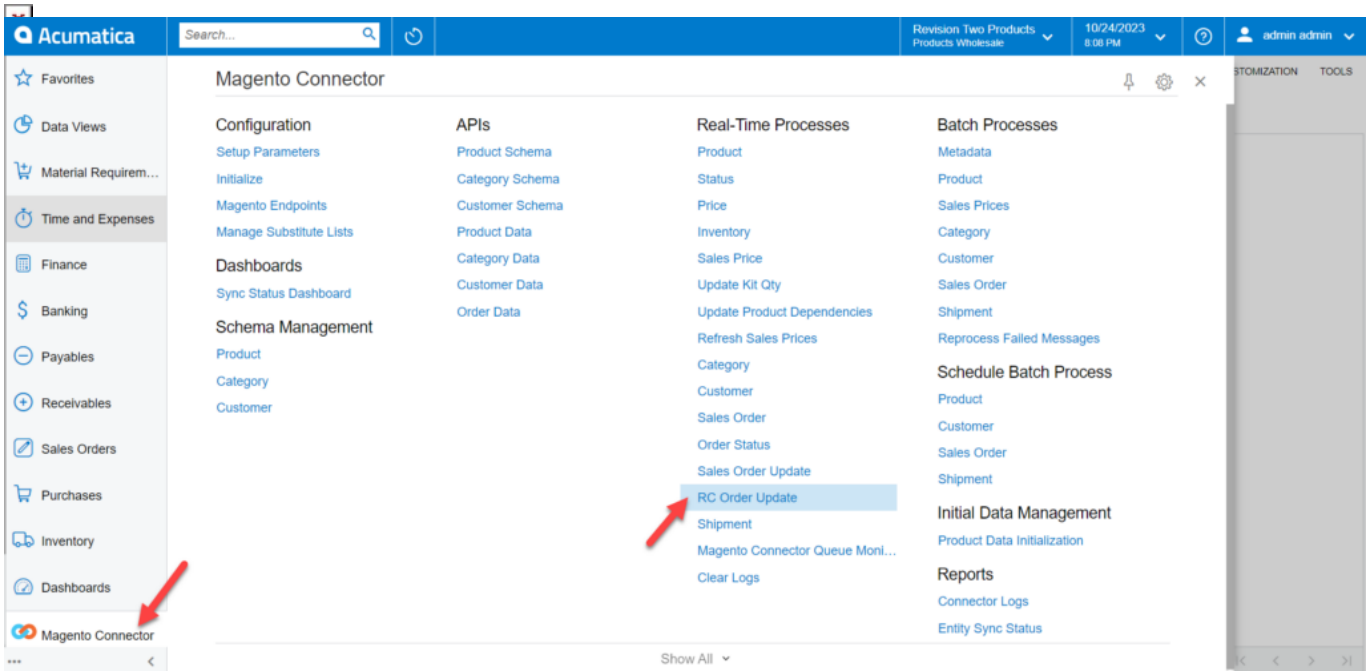 Acumatica
Search...
Revision Two Products
Products Wholesale
10/24/2023
8:08 PM
admin admin
Favorites
Data Views
Material Requirem...
Time and Expenses
Finance
Banking
Payables
Receivables
Sales Orders
Purchases
Inventory
Dashboards
Magento Connector
Magento Connector
STOMIZATION
TOOLS
Configuration
Setup Parameters
Initialize
Magento Endpoints
Manage Substitute Lists
Dashboards
Sync Status Dashboard
Schema Management
Product
Category
Customer
APIs
Product Schema
Category Schema
Customer Schema
Product Data
Category Data
Customer Data
Order Data
Real-Time Processes
Product
Status
Price
Inventory
Sales Price
Update Kit Qty
Update Product Dependencies
Refresh Sales Prices
Category
Customer
Sales Order
Order Status
Sales Order Update
RC Order Update
Shipment
Magento Connector Queue Moni...
Clear Logs
Batch Processes
Metadata
Product
Sales Prices
Category
Customer
Sales Order
Shipment
Reprocess Failed Messages
Schedule Batch Process
Product
Customer
Sales Order
Shipment
Initial Data Management
Product Data Initialization
Reports
Connector Logs
Entity Sync Status
Show All